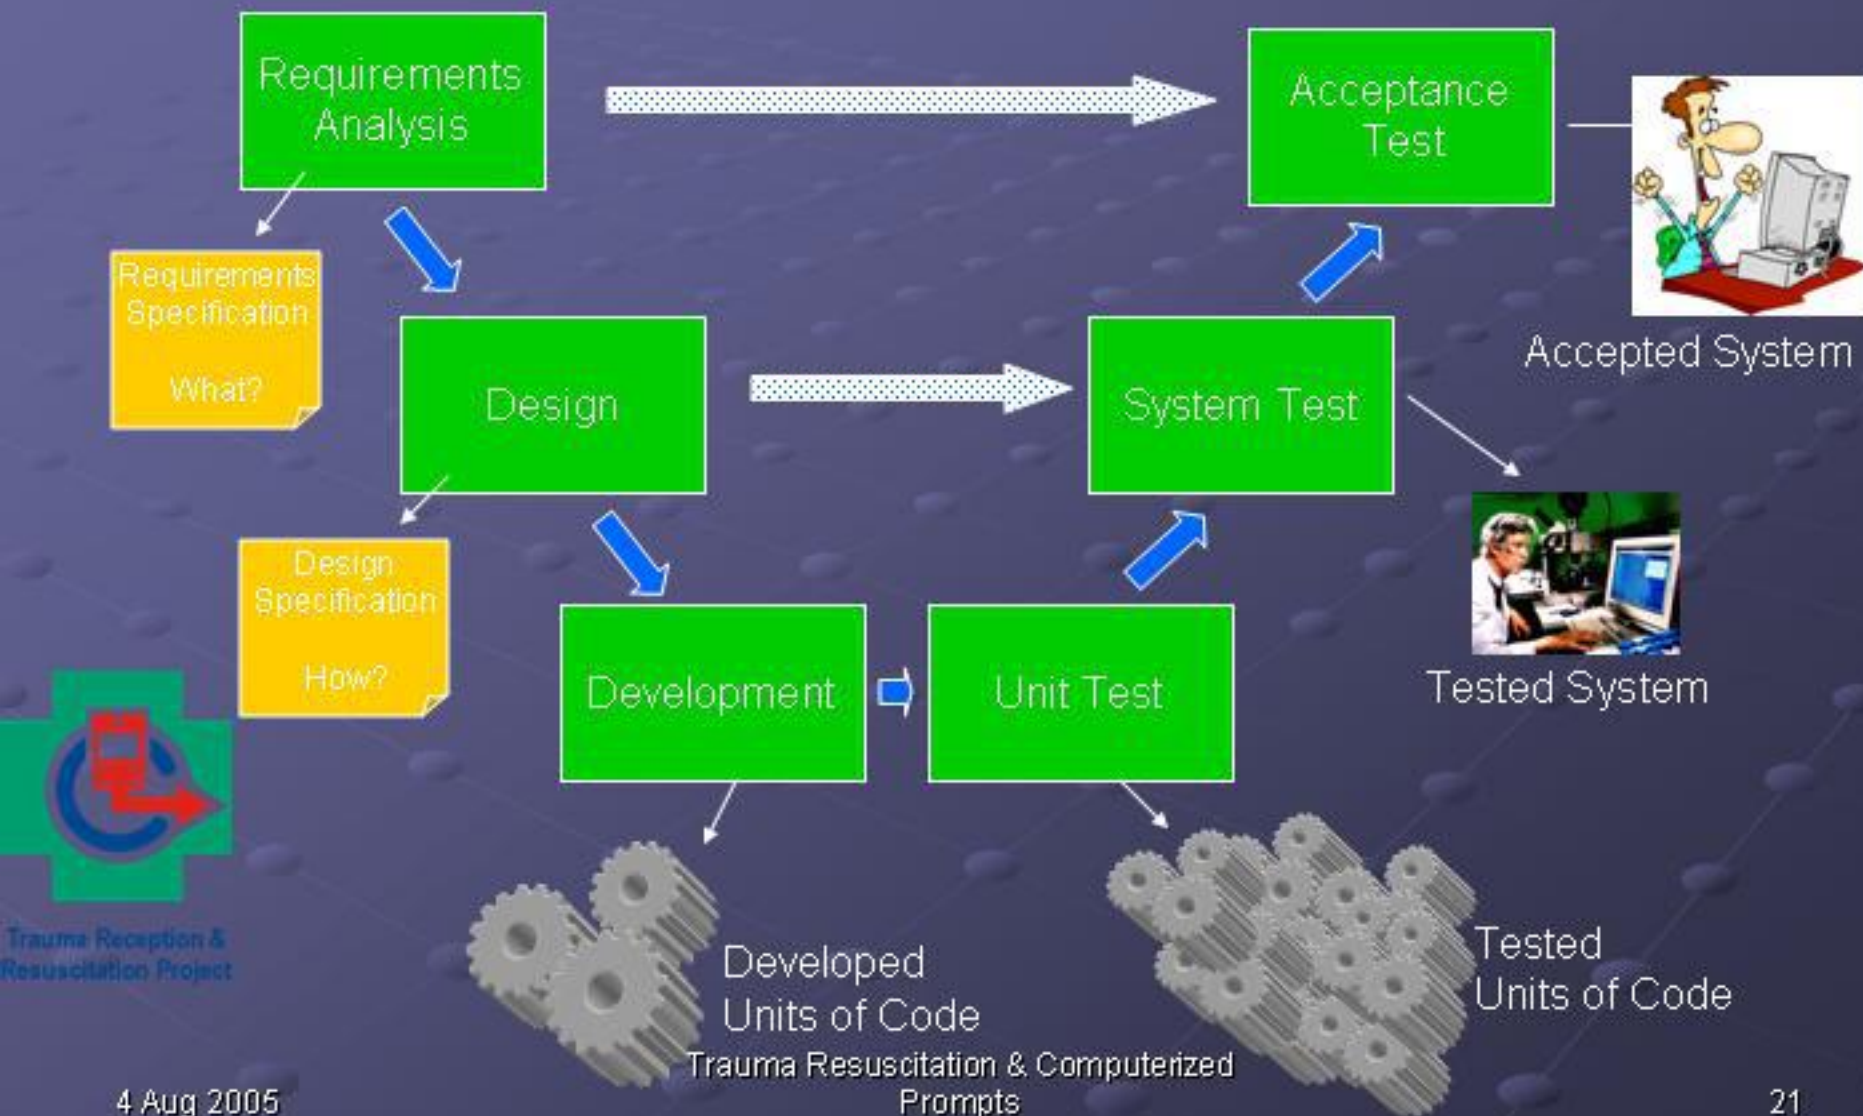 Requirements
Analysis
Acceptance
Test
Requirements
Specification
What?
Accepted System
Design
System Test
Design
Specification
How?
Development
Unit Test
Tested System
Trauma Reception &
Resuscitation Project
Developed
Units of Code
Tested
Units of Code
Trauma Resuscitation & Computerized
Prompts
4 Aug 2005
21